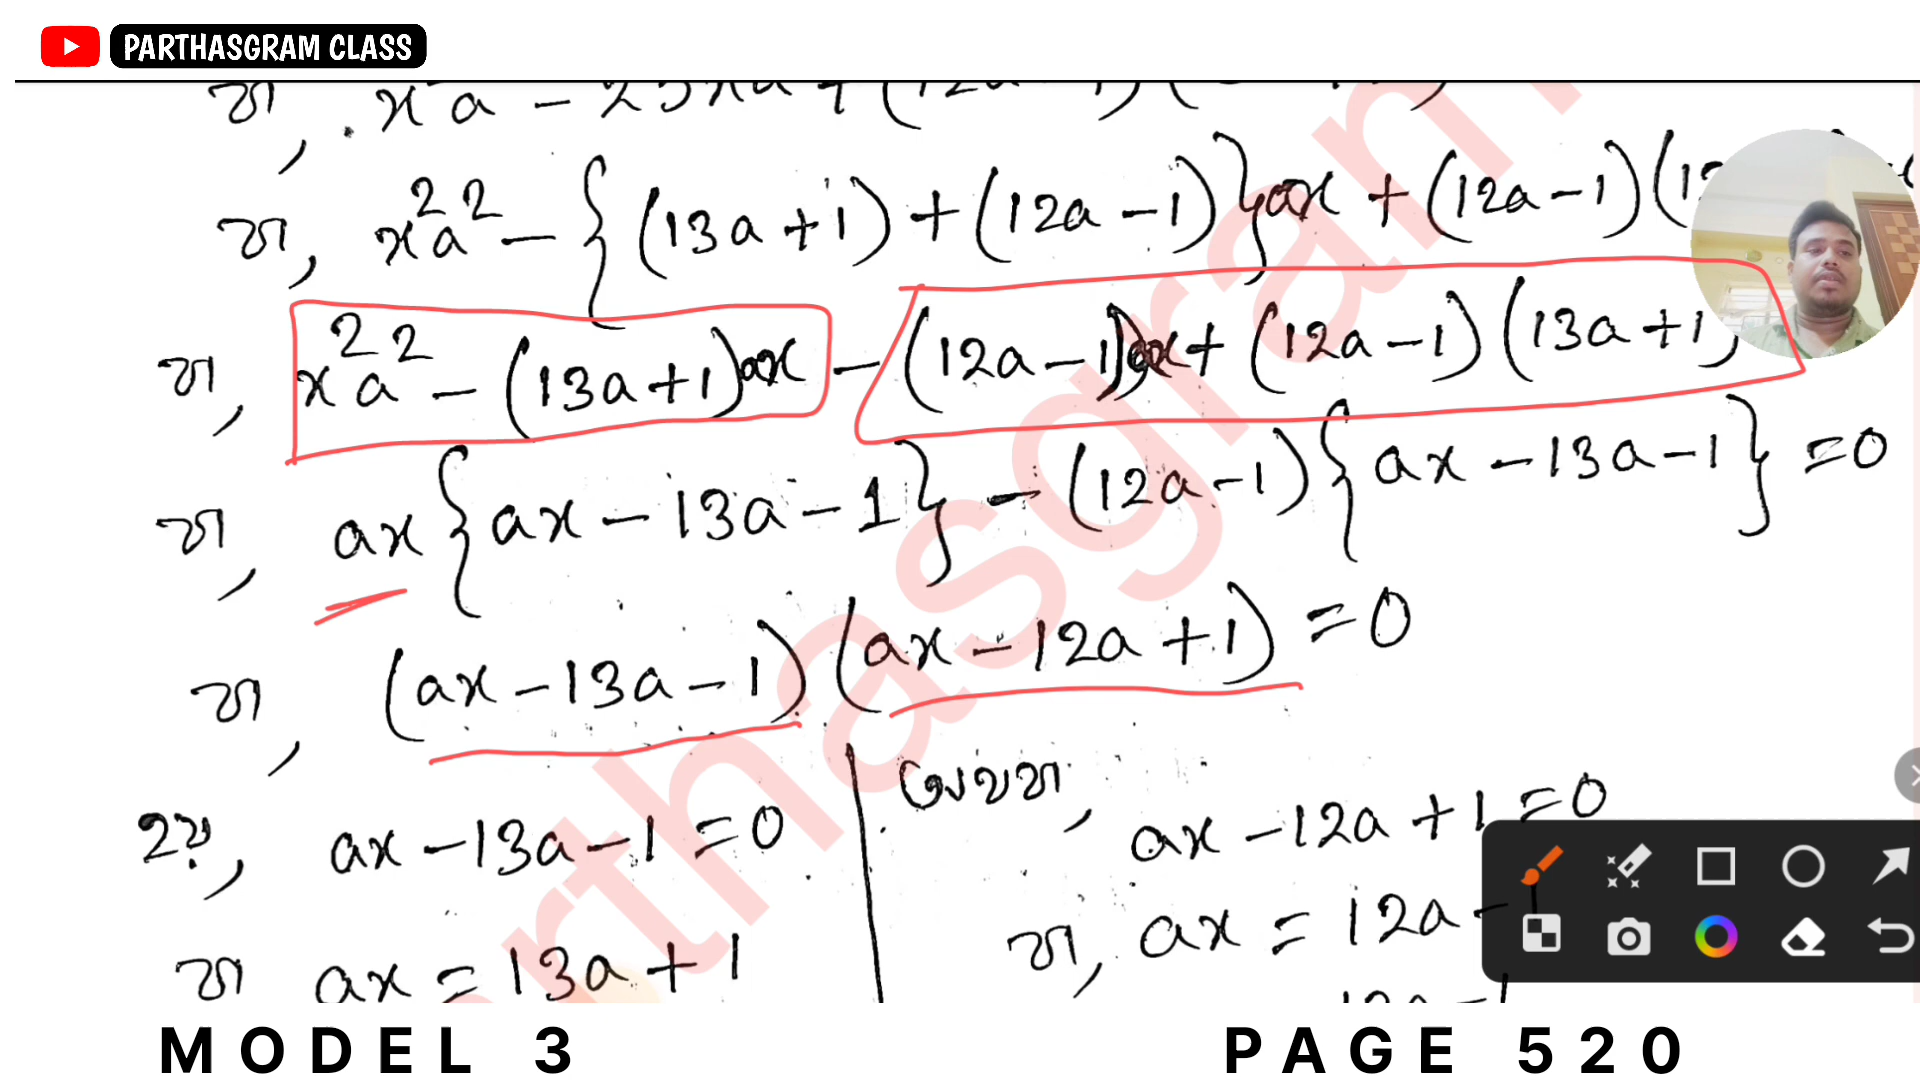 PARTHASGRAM CLASS
বা, x²a² - {(13a+1)+(12a-1)}ax + (12a-1)(1
বা, x²a² - (13a+1)ax - (12a-1)ax + (12a-1)(13a+1)
বা, ax{ax-13a-1} - (12a-1){ax-13a-1} = 0
বা, (ax-13a-1)(ax-12a+1) = 0
হয়, ax-13a-1 = 0
বা ax = 13a+1
অথবা, ax-12a+1 = 0
বা, ax = 12a-
Parthasgram
MODEL 3
PAGE 520